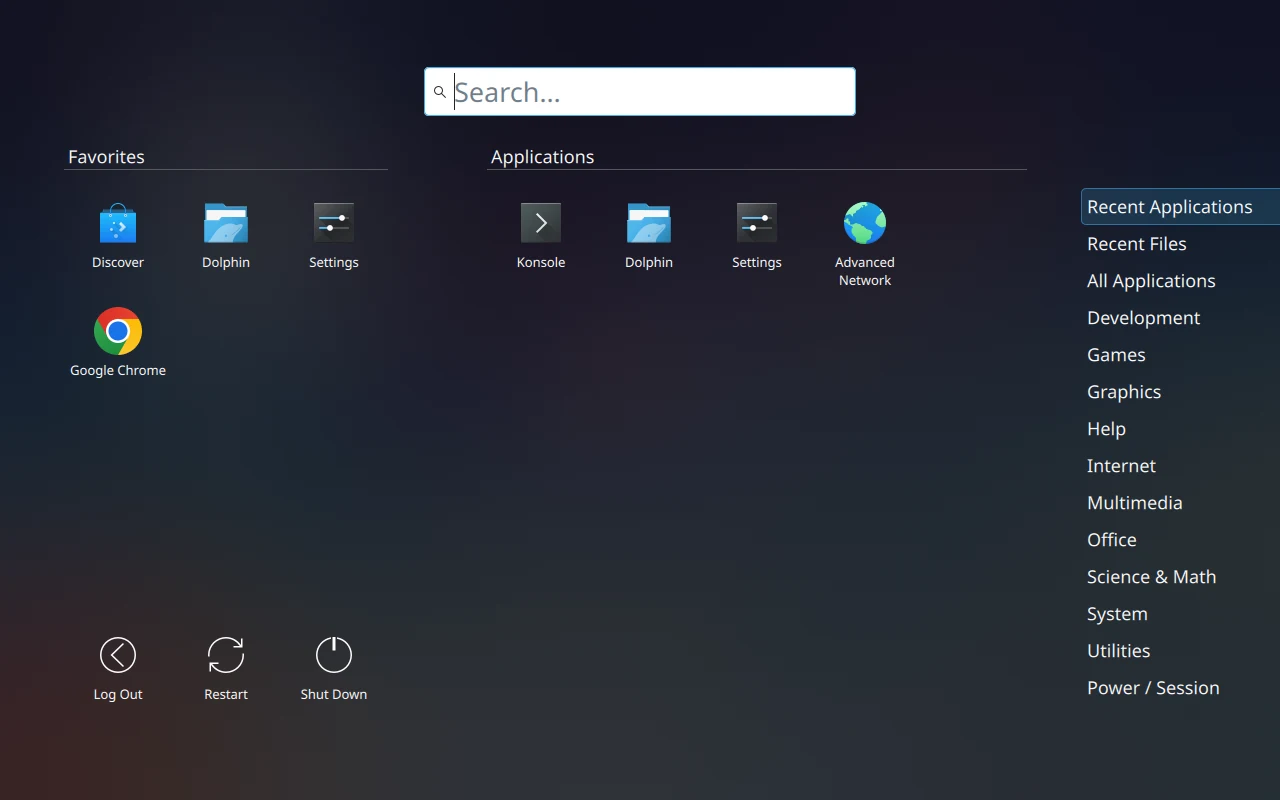 Search...
Favorites
Applications
Discover
Dolphin
Settings
Google Chrome
Konsole
Dolphin
Settings
Advanced
Network
Recent Applications
Recent Files
All Applications
Development
Games
Graphics
Help
Internet
Multimedia
Office
Science & Math
System
Utilities
Power / Session
Log Out
Restart
Shut Down